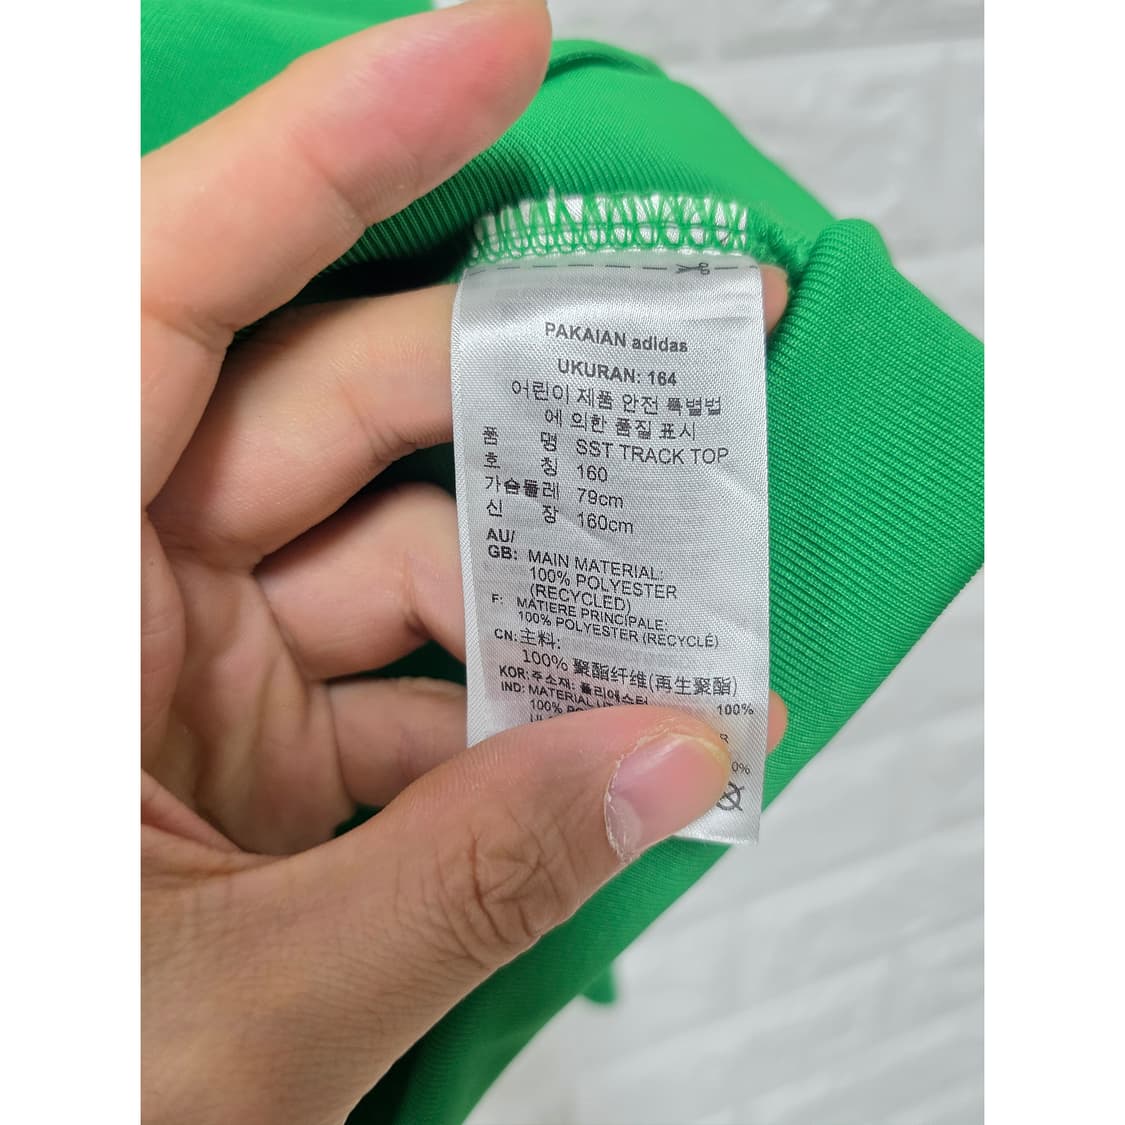 PAKAIAN adidas
UKURAN: 164
어린이 제품 안전 특별법
에 의한 품질 표시
품 명 SST TRACK TOP
호 칭 160
가슴둘레 79cm
신 장 160cm
AU/
GB: MAIN MATERIAL:
100% POLYESTER
(RECYCLED)
F: MATIERE PRINCIPALE:
100% POLYESTER (RECYCLÉ)
CN: 主料:
100% 聚酯纤维(再生聚酯)
KOR: 주소재: 폴리에스터 100%
IND: MATERIAL
100%